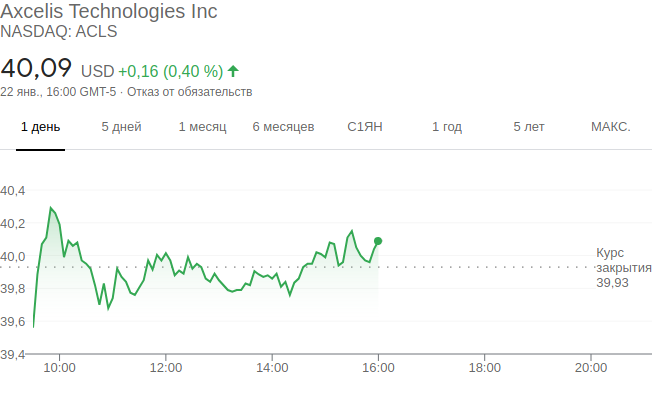 Axcelis Technologies Inc
NASDAQ: ACLS
40,09 USD +0,16 (0,40 %)
22 янв., 16:00 GMT-5 · Отказ от обязательств
1 день 5 дней 1 месяц 6 месяцев С1ЯН 1 год 5 лет МАКС.
40,4
40,2
40,0
39,8
39,6
39,4
Курс
закрытия
39,93
10:00 12:00 14:00 16:00 18:00 20:00